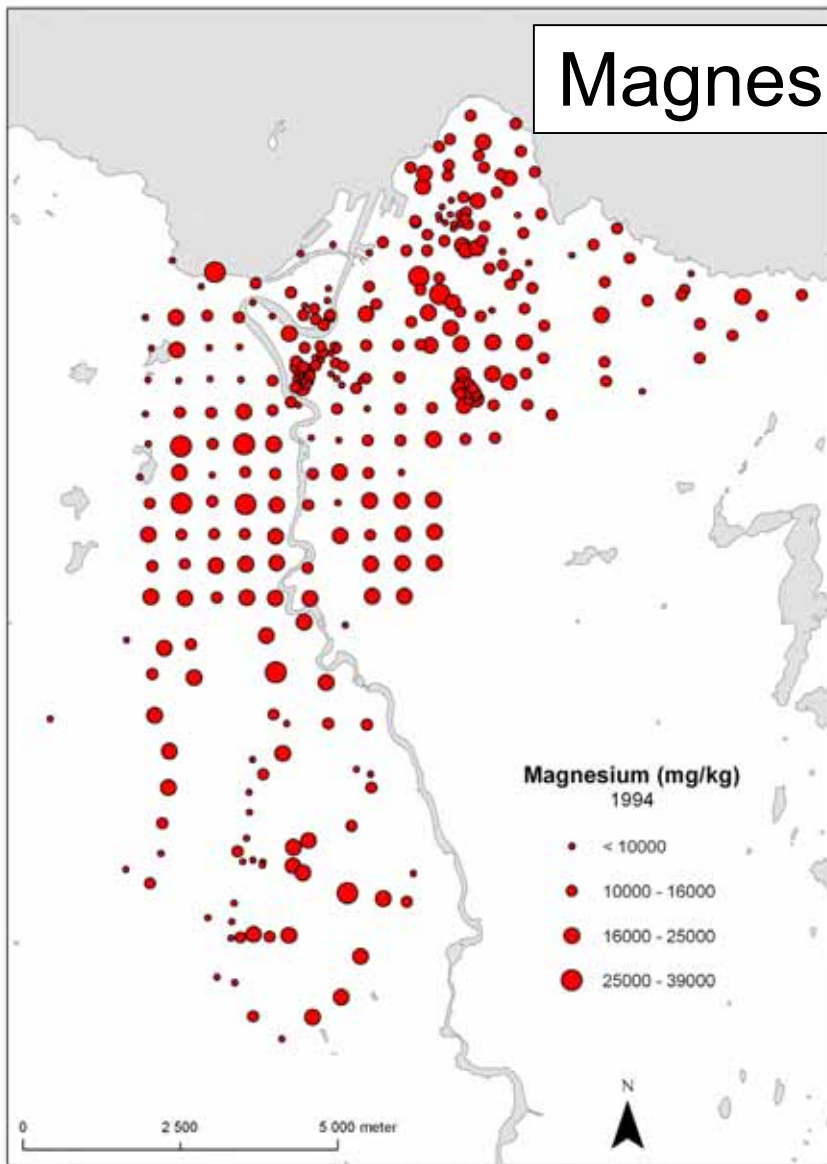 Magnes
Magnesium (mg/kg)
1994
< 10000
10000 - 16000
16000 - 25000
25000 - 39000
N
0 2 500 5 000 meter